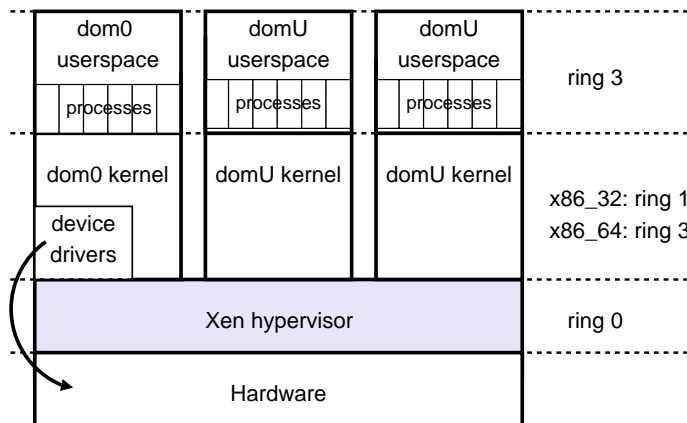 dom0
userspace
processes
domU
userspace
processes
domU
userspace
processes
ring 3
dom0 kernel
domU kernel
domU kernel
device
drivers
x86_32: ring 1
x86_64: ring 3
Xen hypervisor
ring 0
Hardware